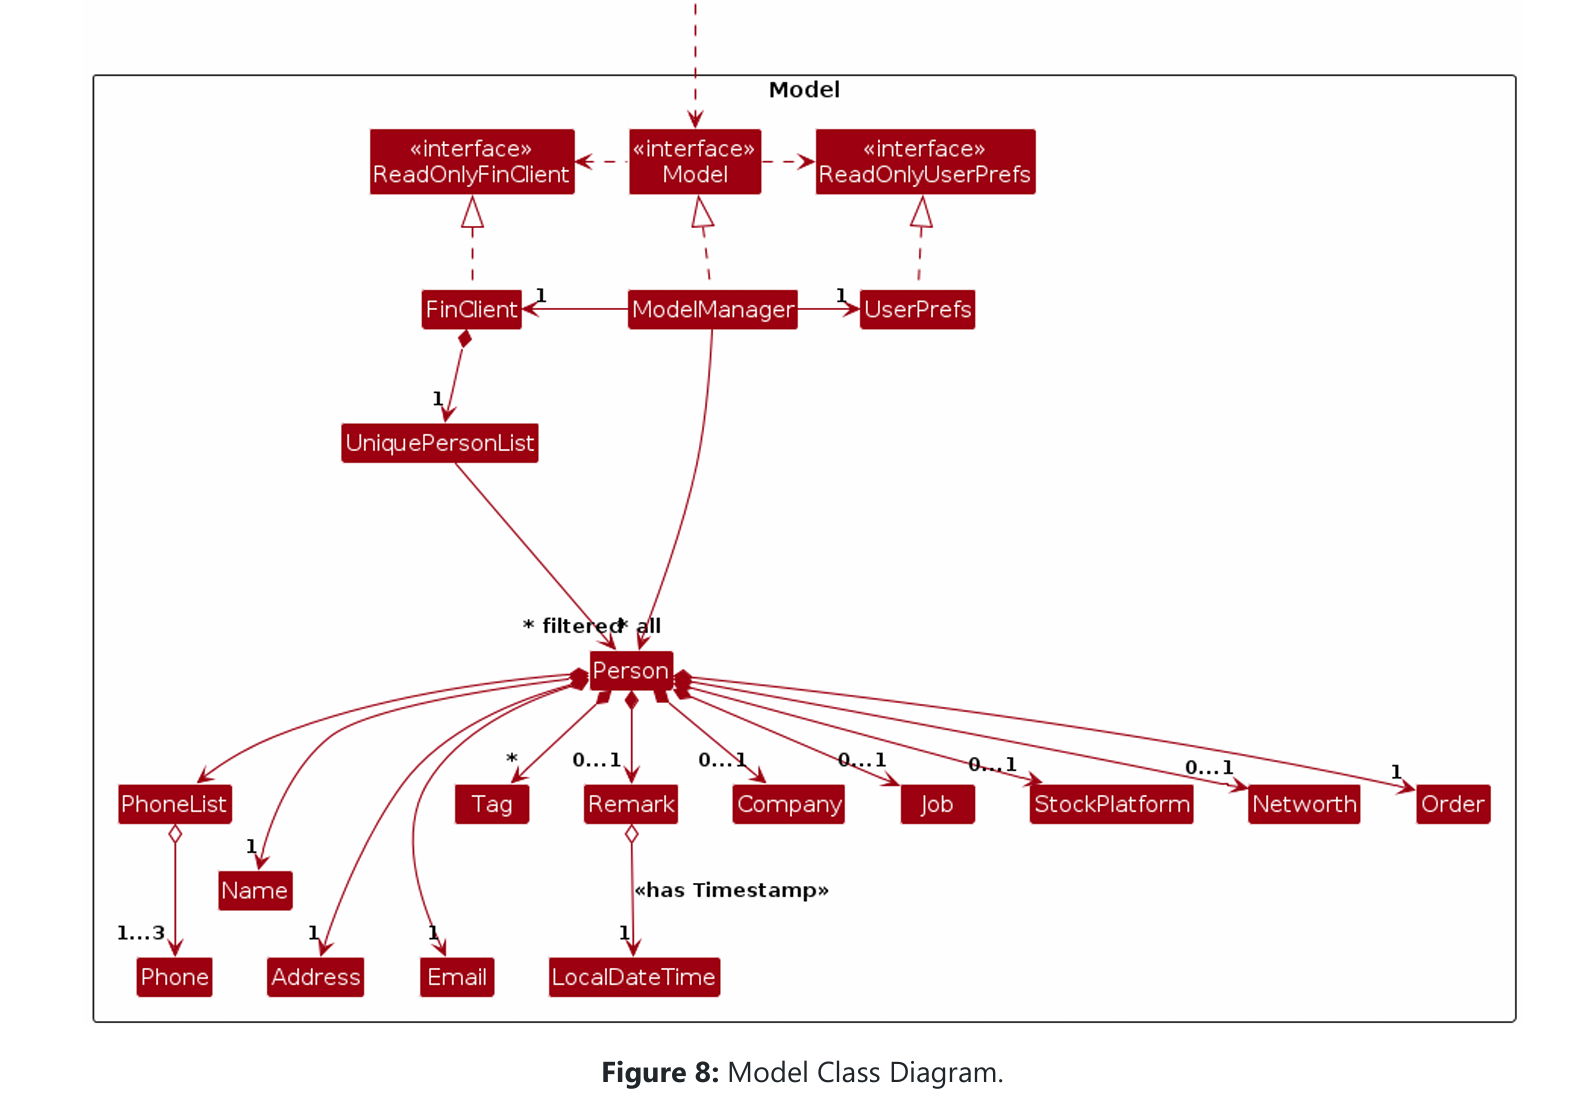 Model
«interface»
ReadOnlyFinClient
«interface»
Model
«interface»
ReadOnlyUserPrefs
FinClient
1
ModelManager
1
UserPrefs
1
UniquePersonList
* filtered
* all
Person
*
0...1
0...1
0...1
0...1
0...1
1
PhoneList
Tag
Remark
Company
Job
StockPlatform
Networth
Order
1
Name
«has Timestamp»
1...3
1
1
1
Phone
Address
Email
LocalDateTime
Figure 8: Model Class Diagram.